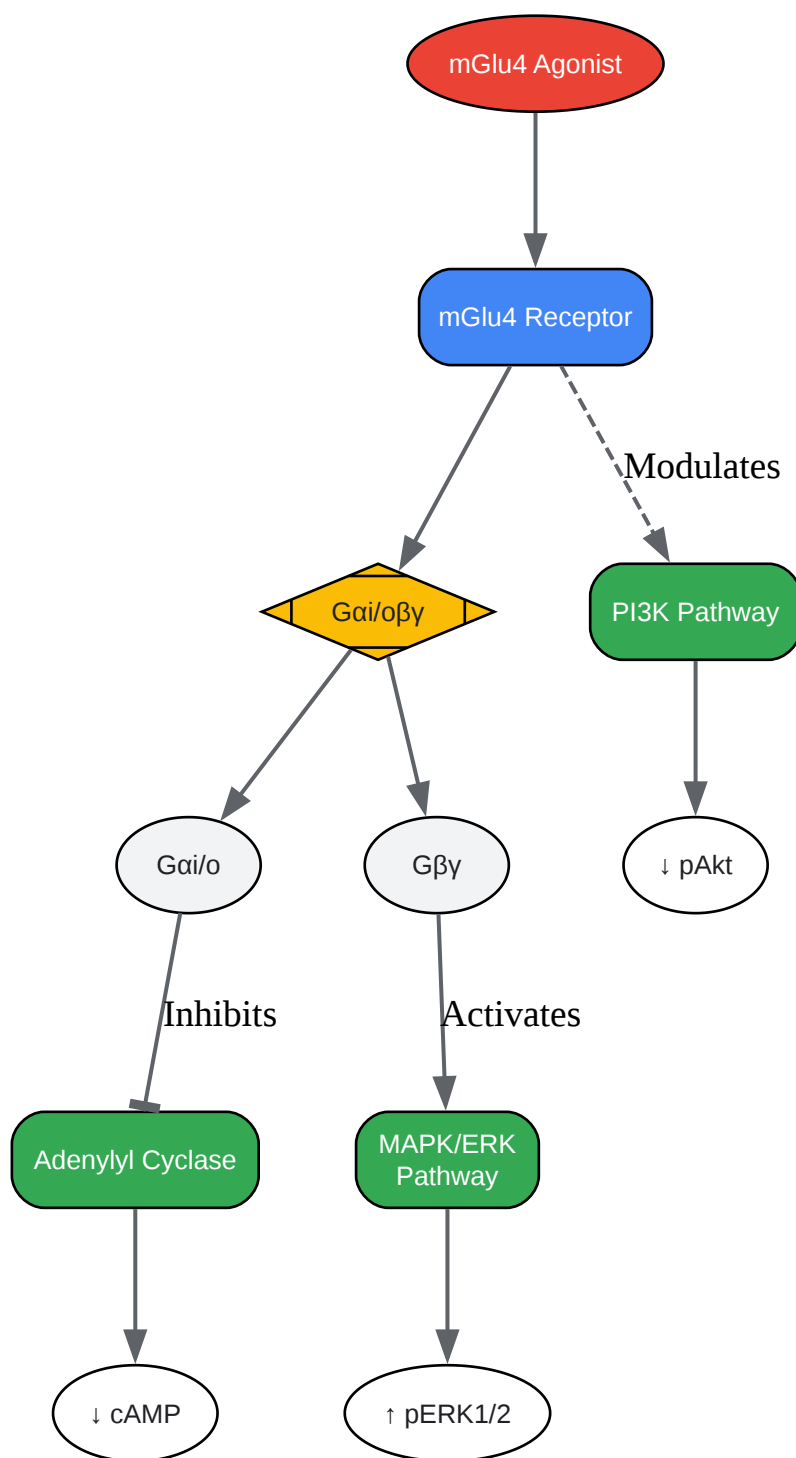 mGlu4 Agonist
mGlu4 Receptor
Modulates
Gαi/oβγ
PI3K Pathway
Gαi/o
Gβγ
↓ pAkt
Inhibits
Activates
Adenylyl Cyclase
MAPK/ERK
Pathway
↓ cAMP
↑ pERK1/2